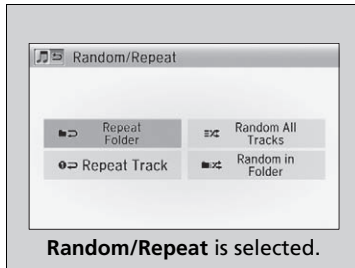 Random/Repeat
Repeat
Folder
Random All
Tracks
Repeat Track
Random in
Folder
Random/Repeat is selected.